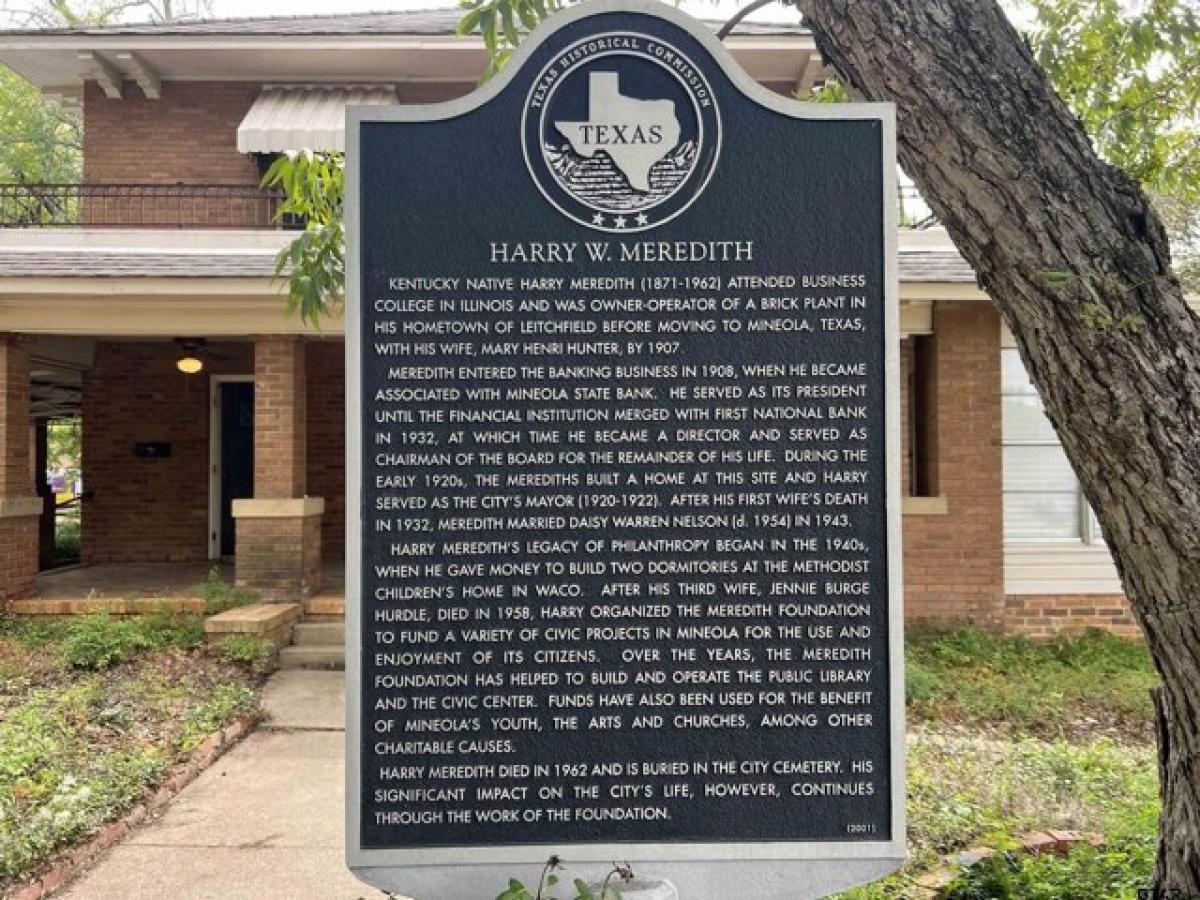 TEXAS HISTORICAL COMMISSION
TEXAS
HARRY W. MEREDITH
KENTUCKY NATIVE HARRY MEREDITH (1871-1962) ATTENDED BUSINESS
COLLEGE IN ILLINOIS AND WAS OWNER-OPERATOR OF A BRICK PLANT IN
HIS HOMETOWN OF LEITCHFIELD BEFORE MOVING TO MINEOLA, TEXAS,
WITH HIS WIFE, MARY HENRI HUNTER, BY 1907.
MEREDITH ENTERED THE BANKING BUSINESS IN 1908, WHEN HE BECAME
ASSOCIATED WITH MINEOLA STATE BANK. HE SERVED AS ITS PRESIDENT
UNTIL THE FINANCIAL INSTITUTION MERGED WITH FIRST NATIONAL BANK
IN 1932, AT WHICH TIME HE BECAME A DIRECTOR AND SERVED AS
CHAIRMAN OF THE BOARD FOR THE REMAINDER OF HIS LIFE. DURING THE
EARLY 1920s, THE MEREDITHS BUILT A HOME AT THIS SITE AND HARRY
SERVED AS THE CITY'S MAYOR (1920-1922). AFTER HIS FIRST WIFE'S DEATH
IN 1932, MEREDITH MARRIED DAISY WARREN NELSON (d. 1954) IN 1943.
HARRY MEREDITH'S LEGACY OF PHILANTHROPY BEGAN IN THE 1940s,
WHEN HE GAVE MONEY TO BUILD TWO DORMITORIES AT THE METHODIST
CHILDREN'S HOME IN WACO. AFTER HIS THIRD WIFE, JENNIE BURGE
HURDLE, DIED IN 1958, HARRY ORGANIZED THE MEREDITH FOUNDATION
TO FUND A VARIETY OF CIVIC PROJECTS IN MINEOLA FOR THE USE AND
ENJOYMENT OF ITS CITIZENS. OVER THE YEARS, THE MEREDITH
FOUNDATION HAS HELPED TO BUILD AND OPERATE THE PUBLIC LIBRARY
AND THE CIVIC CENTER. FUNDS HAVE ALSO BEEN USED FOR THE BENEFIT
OF MINEOLA'S YOUTH, THE ARTS AND CHURCHES, AMONG OTHER
CHARITABLE CAUSES.
HARRY MEREDITH DIED IN 1962 AND IS BURIED IN THE CITY CEMETERY. HIS
SIGNIFICANT IMPACT ON THE CITY'S LIFE, HOWEVER, CONTINUES
THROUGH THE WORK OF THE FOUNDATION.
(2001)